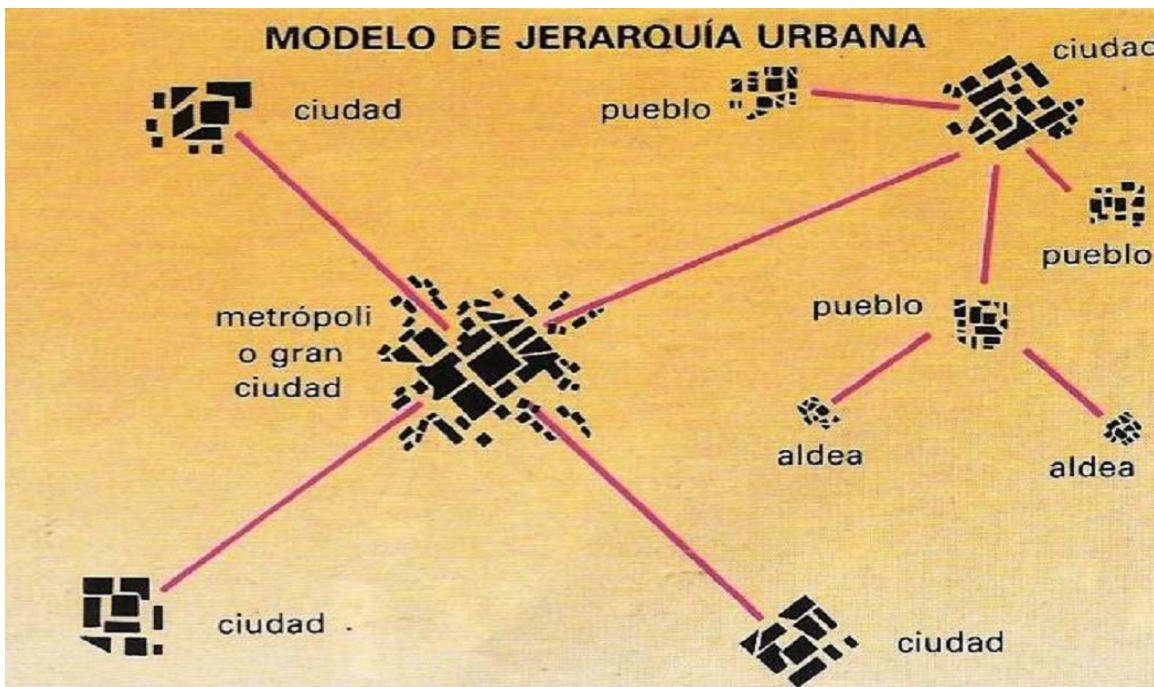 MODELO DE JERARQUÍA URBANA
ciudad
pueblo
ciudad
pueblo
metrópoli
o gran
ciudad
pueblo
aldea
aldea
ciudad
ciudad